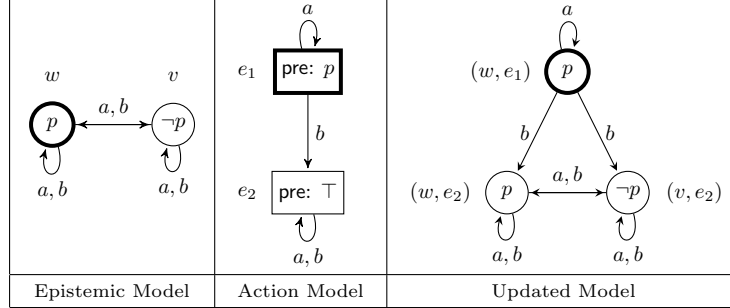 w
v
p
a, b
¬p
a, b
a, b
Epistemic Model
a
e₁
pre: p
b
e₂
pre: ⊤
a, b
Action Model
a
(w, e₁)
p
b
b
(w, e₂)
p
a, b
¬p
(v, e₂)
a, b
a, b
Updated Model